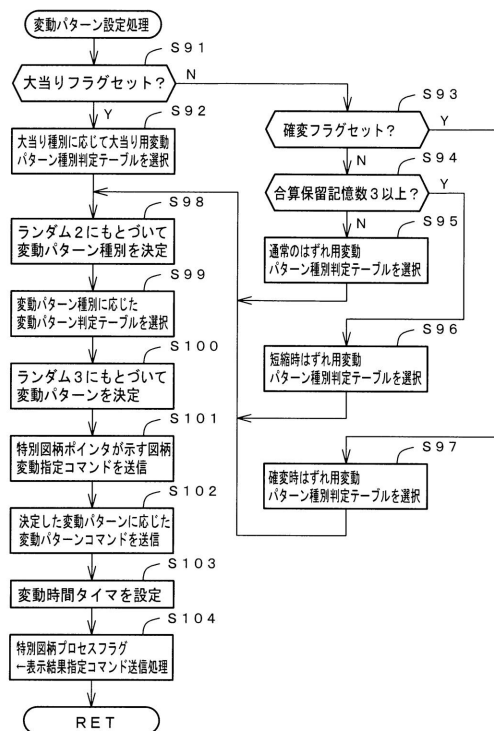 変動パターン設定処理
S91
大当りフラグセット？
N
Y
S92
大当り種別に応じて大当り用変動
パターン種別判定テーブルを選択
S93
確変フラグセット？
Y
N
S94
合算保留記憶数3以上？
Y
N
S95
通常のはずれ用変動
パターン種別判定テーブルを選択
S96
短縮時はずれ用変動
パターン種別判定テーブルを選択
S97
確変時はずれ用変動
パターン種別判定テーブルを選択
S98
ランダム2にもとづいて
変動パターン種別を決定
S99
変動パターン種別に応じた
変動パターン判定テーブルを選択
S100
ランダム3にもとづいて
変動パターンを決定
S101
特別図柄ポインタが示す図柄
変動指定コマンドを送信
S102
決定した変動パターンに応じた
変動パターンコマンドを送信
S103
変動時間タイマを設定
S104
特別図柄プロセスフラグ
←表示結果指定コマンド送信処理
RET